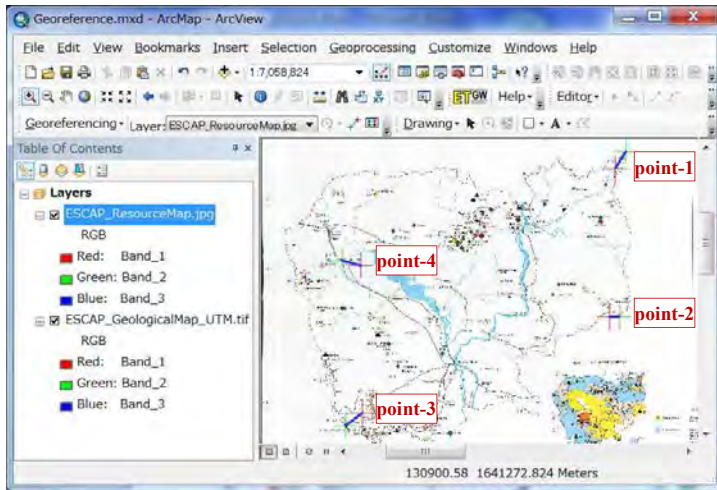 Georeference.mxd - ArcMap - ArcView
File Edit View Bookmarks Insert Selection Geoprocessing Customize Windows Help
1:7,058,824
GW Help Editor
Georeferencing Layer: ESCAP_ResourceMap.jpg Drawing A
Table Of Contents
point-1
Layers
ESCAP_ResourceMap.jpg
RGB
Red: Band_1
point-4
Green: Band_2
Blue: Band_3
point-2
ESCAP_GeologicalMap_UTM.tif
RGB
Red: Band_1
Green: Band_2
point-3
Blue: Band_3
130900.58 1641272.824 Meters